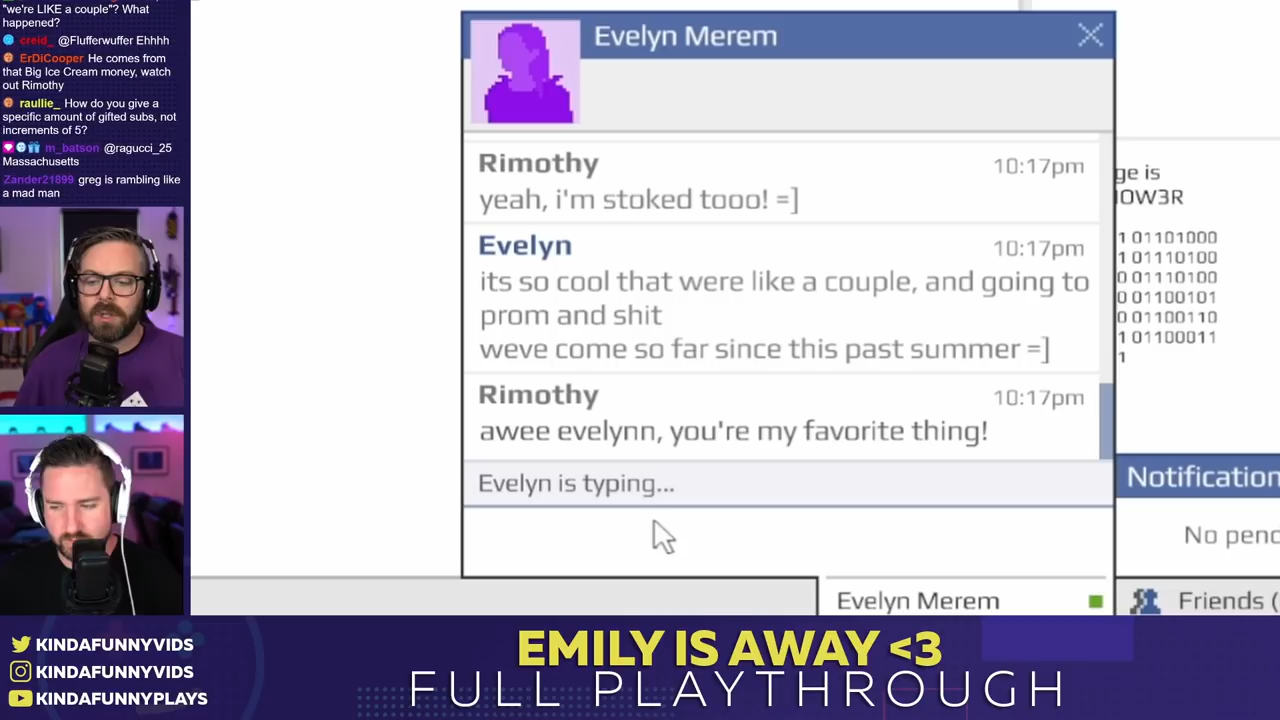 "we're LIKE a couple"? What
happened?
creid_ @Flufferwuffer Ehhhh
ErDiCooper He comes from
that Big Ice Cream money, watch
out Rimothy
raullie_ How do you give a
specific amount of gifted subs, not
increments of 5?
m_batson @ragucci_25
Massachusetts
Zander21899 greg is rambling like
a mad man
Evelyn Merem
Rimothy 10:17pm
yeah, i'm stoked tooo! =]
Evelyn 10:17pm
its so cool that were like a couple, and going to
prom and shit
weve come so far since this past summer =]
Rimothy 10:17pm
awee evelynn, you're my favorite thing!
Evelyn is typing...
Evelyn Merem
ge is
0W3R
1 01101000
1 01110100
0 01110100
0 01100101
0 01100110
1 01100011
1
Notification
No pend
Friends (
KINDAFUNNYVIDS
KINDAFUNNYVIDS
KINDAFUNNYPLAYS
EMILY IS AWAY <3
FULL PLAYTHROUGH